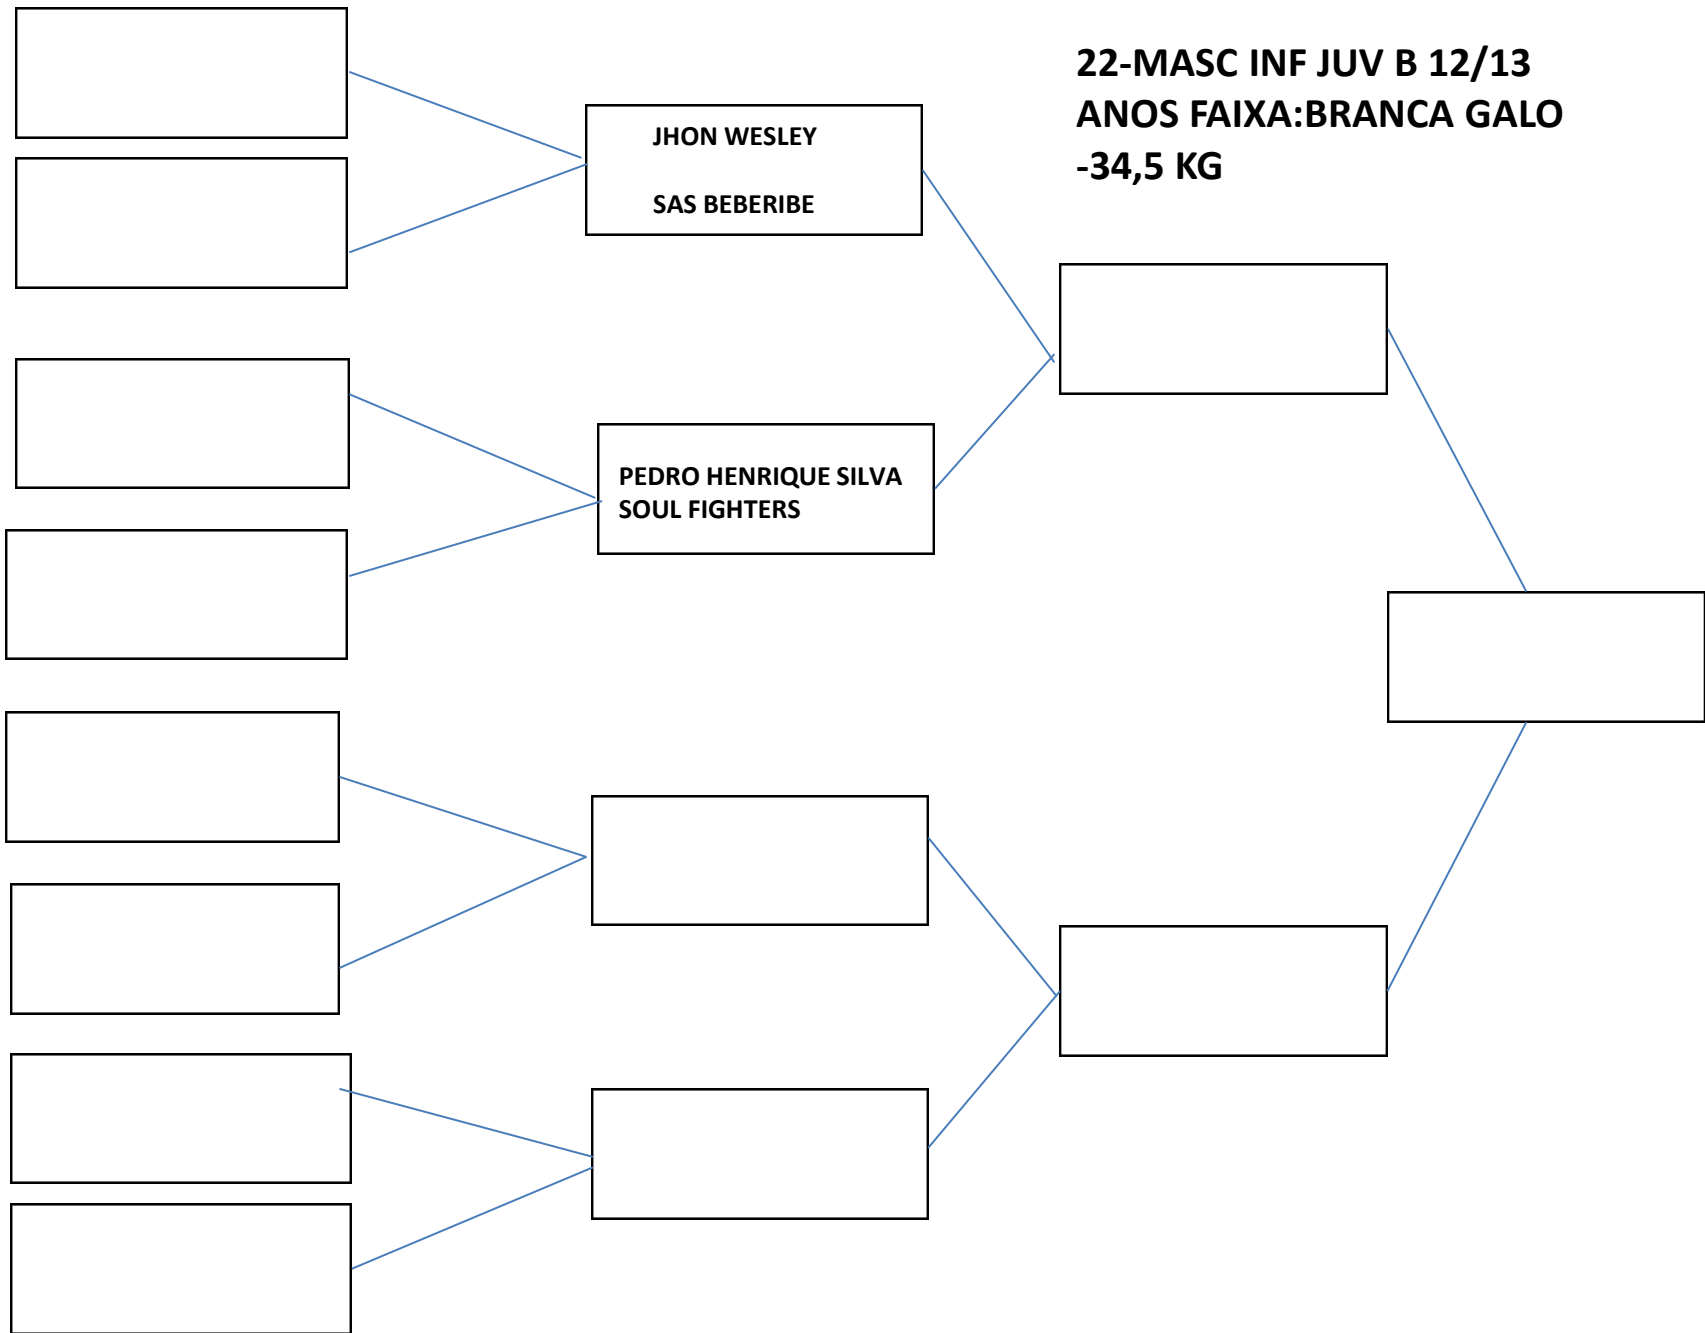 22-MASC INF JUV B 12/13
ANOS FAIXA:BRANCA GALO
-34,5 KG
JHON WESLEY
SAS BEBERIBE
PEDRO HENRIQUE SILVA
SOUL FIGHTERS